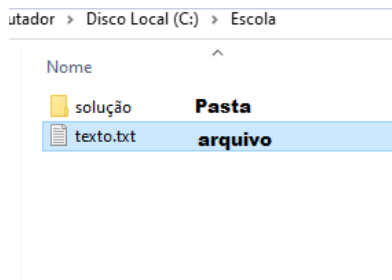 utador > Disco Local (C:) > Escola
Nome
solução Pasta
texto.txt arquivo